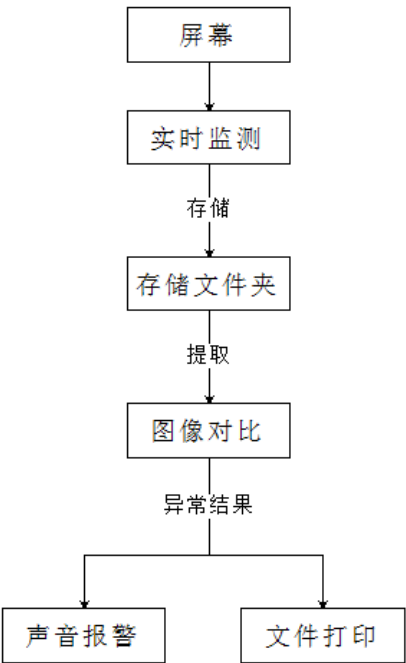 屏幕
实时监测
存储
存储文件夹
提取
图像对比
异常结果
声音报警
文件打印